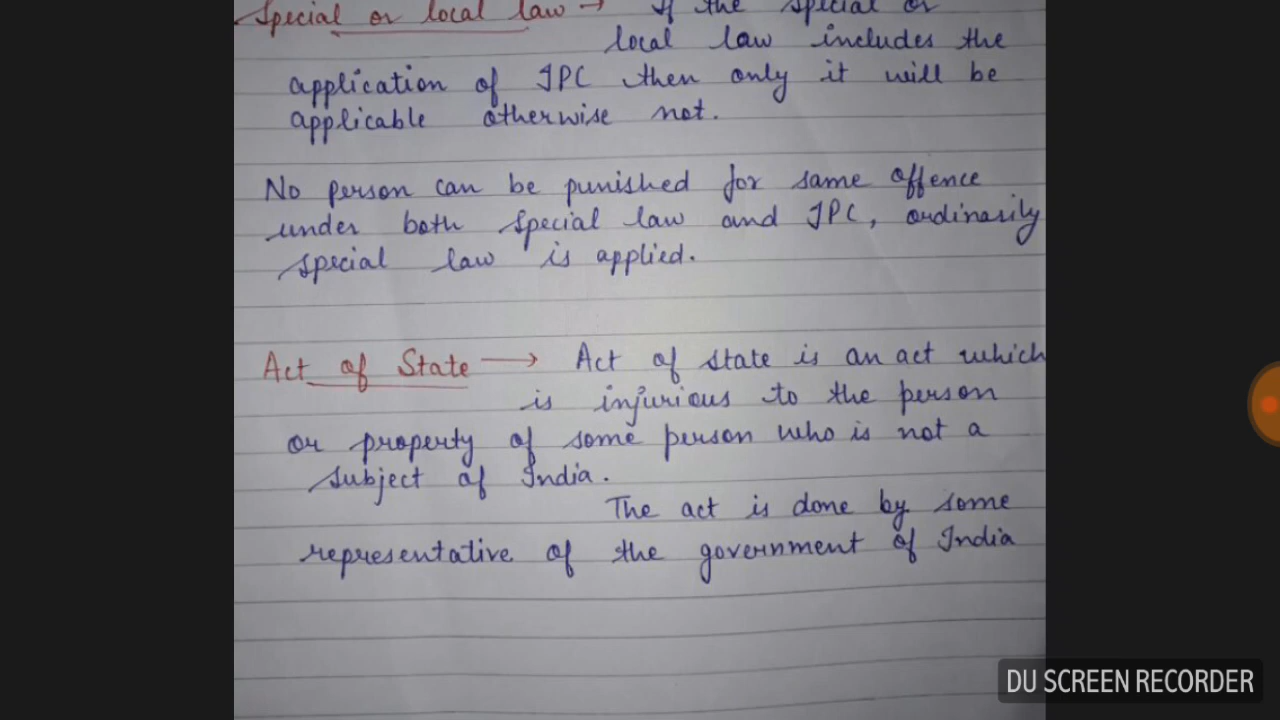 Special or local law → If the special or
local law includes the
application of IPC then only it will be
applicable otherwise not.
No person can be punished for same offence
under both special law and IPC, ordinarily
special law is applied.
Act of State → Act of state is an act which
is injurious to the person
or property of some person who is not a
subject of India.
The act is done by some
representative of the government of India
DU SCREEN RECORDER